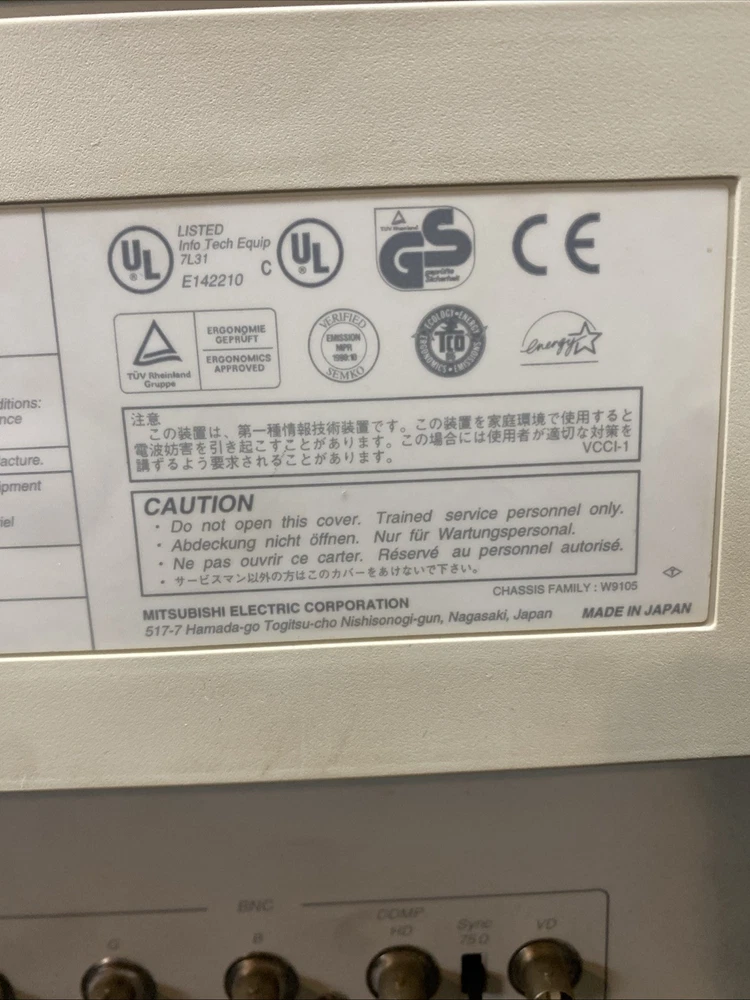 UL
LISTED
Info Tech Equip
7L31
E142210
C UL
TÜV Rheinland
GS
geprüfte
Sicherheit
CE
TÜV Rheinland
Gruppe
ERGONOMIE
GEPRÜFT
ERGONOMICS
APPROVED
VERIFIED
EMISSION
MPR
1990:10
SEMKO
ECOLOGY ENERGY
TCO
ERGONOMICS EMISSIONS
energy
ditions:
nce
acture.
ipment
iel
注意
この装置は、第一種情報技術装置です。この装置を家庭環境で使用すると
電波妨害を引き起こすことがあります。この場合には使用者が適切な対策を
講ずるよう要求されることがあります。
VCCI-1
CAUTION
· Do not open this cover. Trained service personnel only.
· Abdeckung nicht öffnen. Nur für Wartungspersonal.
· Ne pas ouvrir ce carter. Réservé au personnel autorisé.
· サービスマン以外の方はこのカバーをあけないで下さい。
CHASSIS FAMILY : W9105
MITSUBISHI ELECTRIC CORPORATION
517-7 Hamada-go Togitsu-cho Nishisonogi-gun, Nagasaki, Japan
MADE IN JAPAN
BNC
G
B
COMP
HD
Sync
75Ω
VD